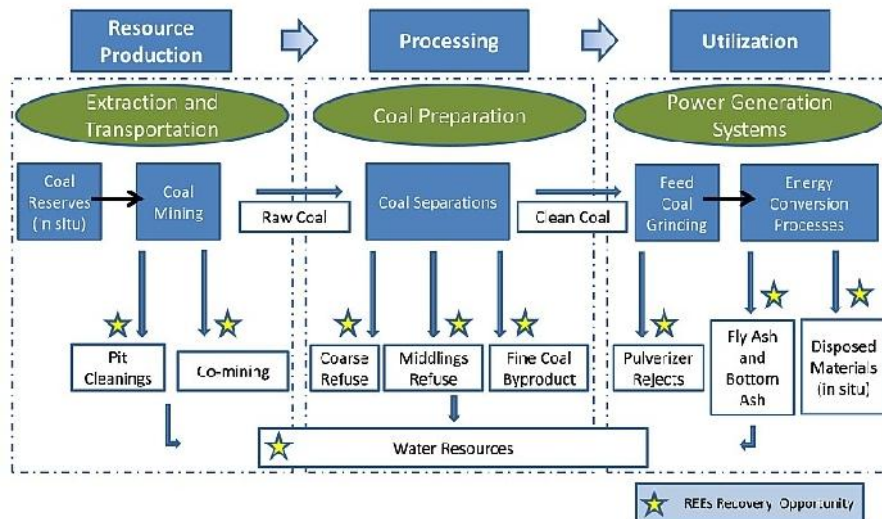 Resource
Production
Processing
Utilization
Extraction and
Transportation
Coal Preparation
Power Generation
Systems
Coal
Reserves
(in situ)
Coal
Mining
Raw Coal
Coal Separations
Clean Coal
Feed
Coal
Grinding
Energy
Conversion
Processes
Pit
Cleanings
Co-mining
Coarse
Refuse
Middlings
Refuse
Fine Coal
Byproduct
Pulverizer
Rejects
Fly Ash
and
Bottom
Ash
Disposed
Materials
(in situ)
Water Resources
REEs Recovery Opportunity